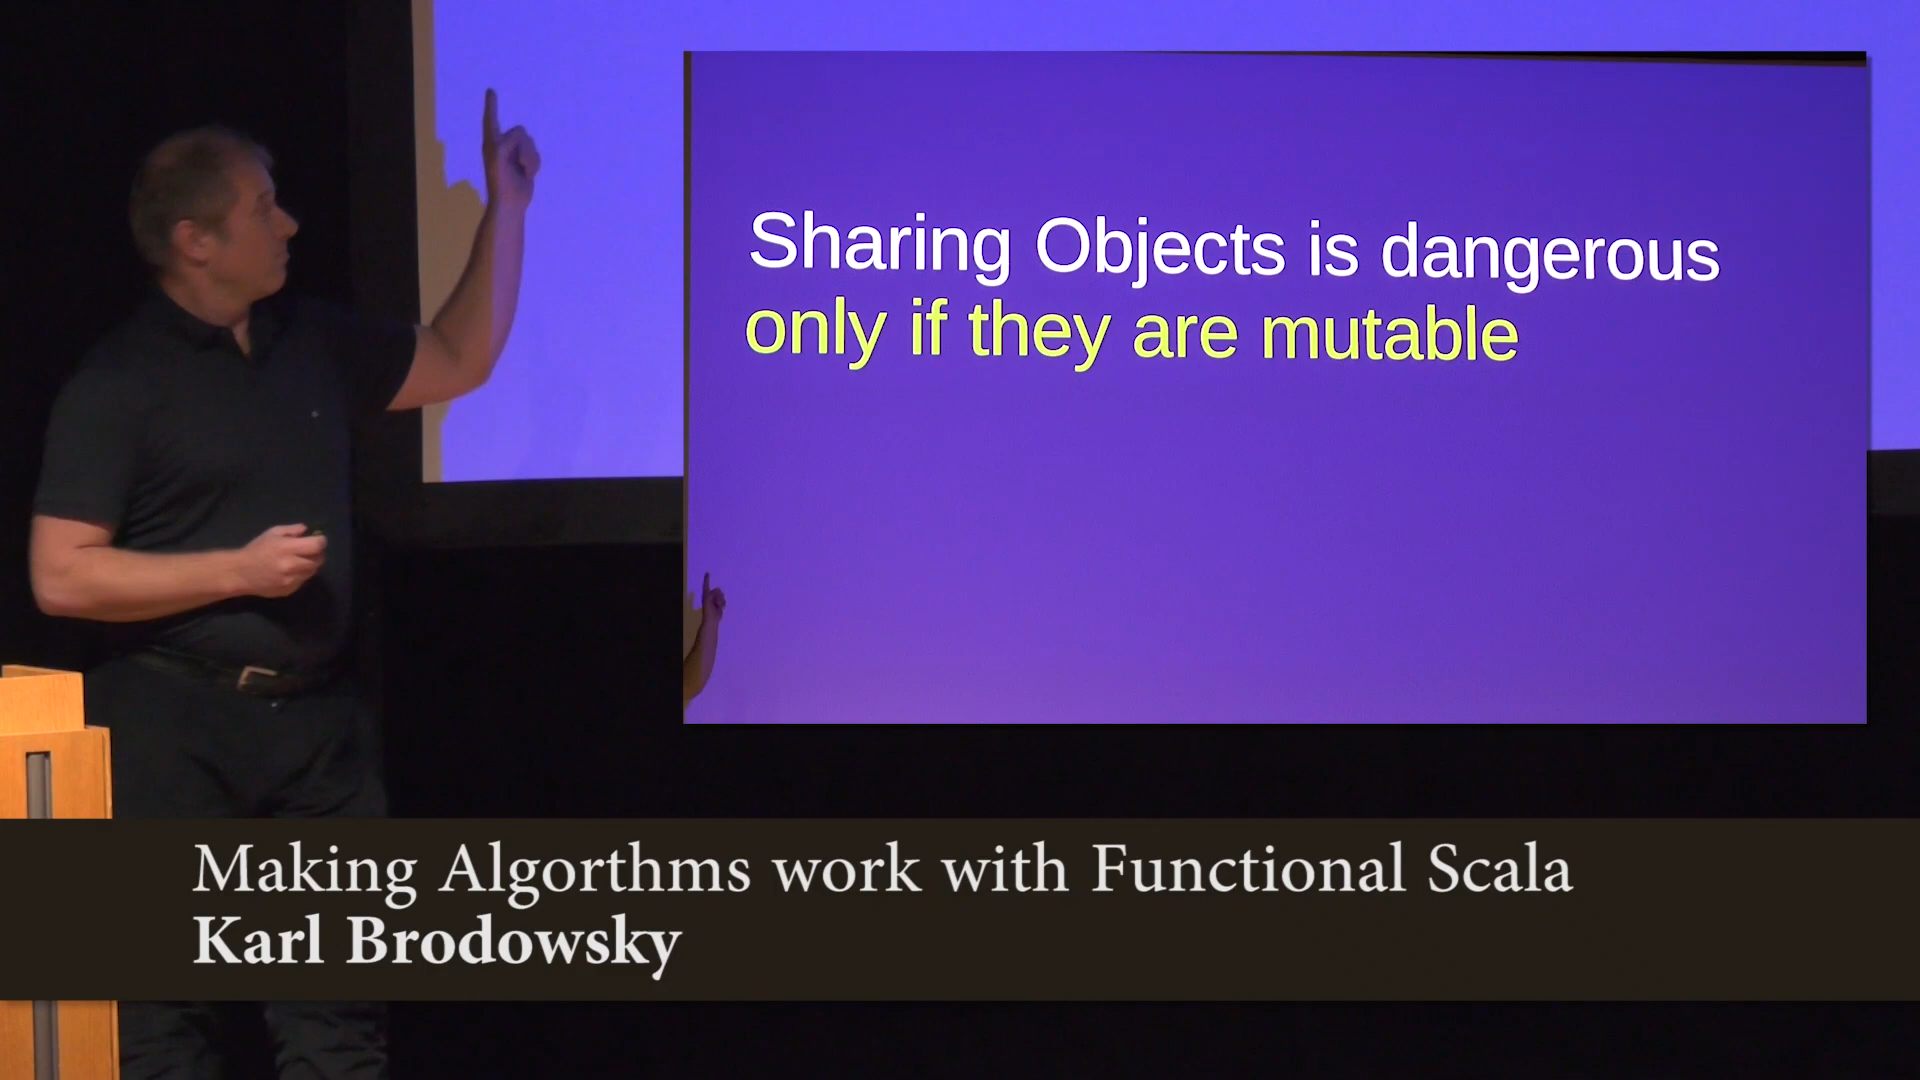 Sharing Objects is dangerous
only if they are mutable
Making Algorthms work with Functional Scala
Karl Brodowsky